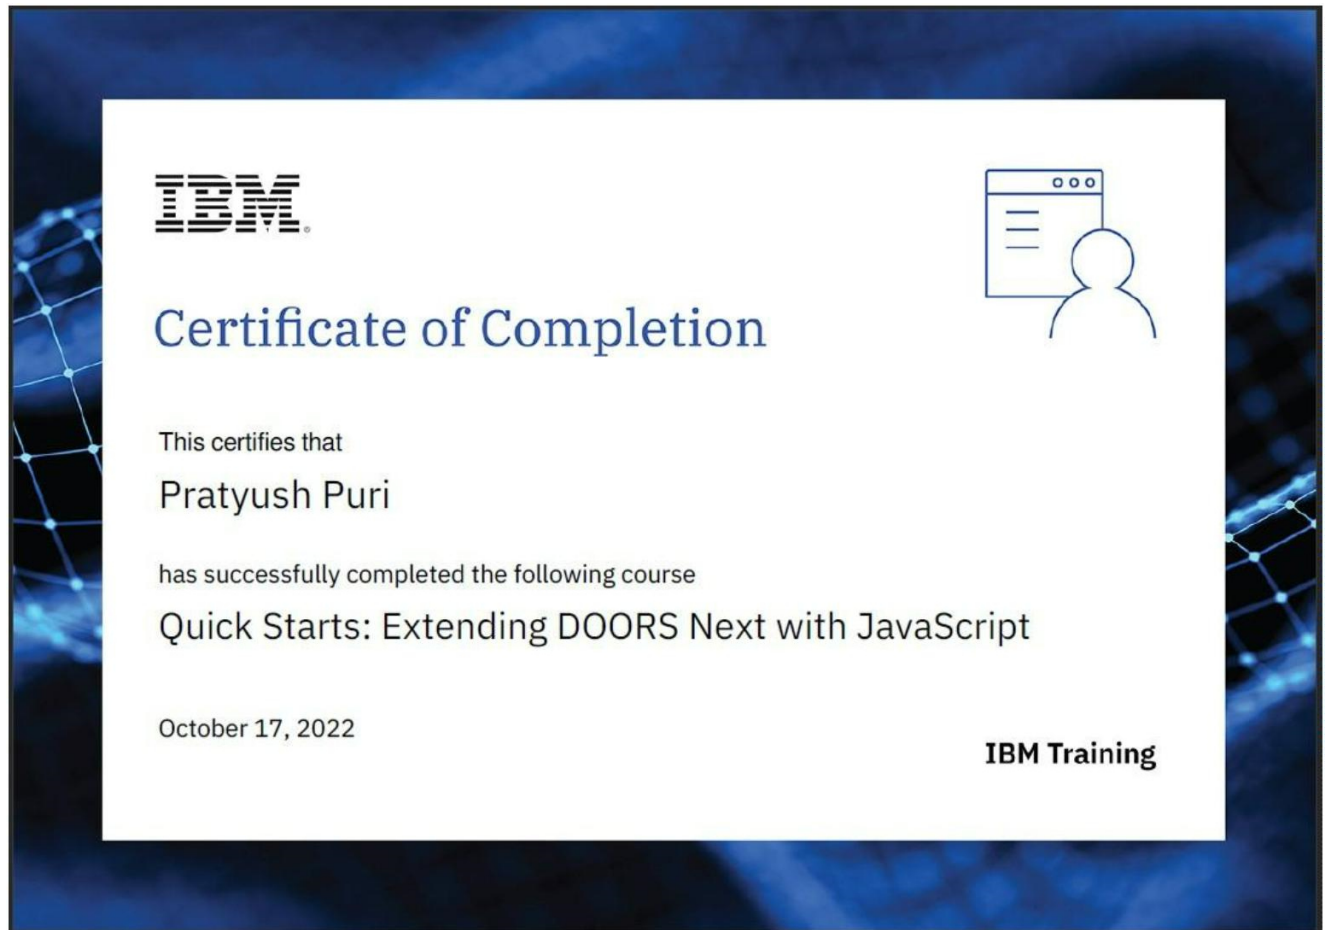 IBM®
Certificate of Completion
This certifies that
Pratyush Puri
has successfully completed the following course
Quick Starts: Extending DOORS Next with JavaScript
October 17, 2022
IBM Training